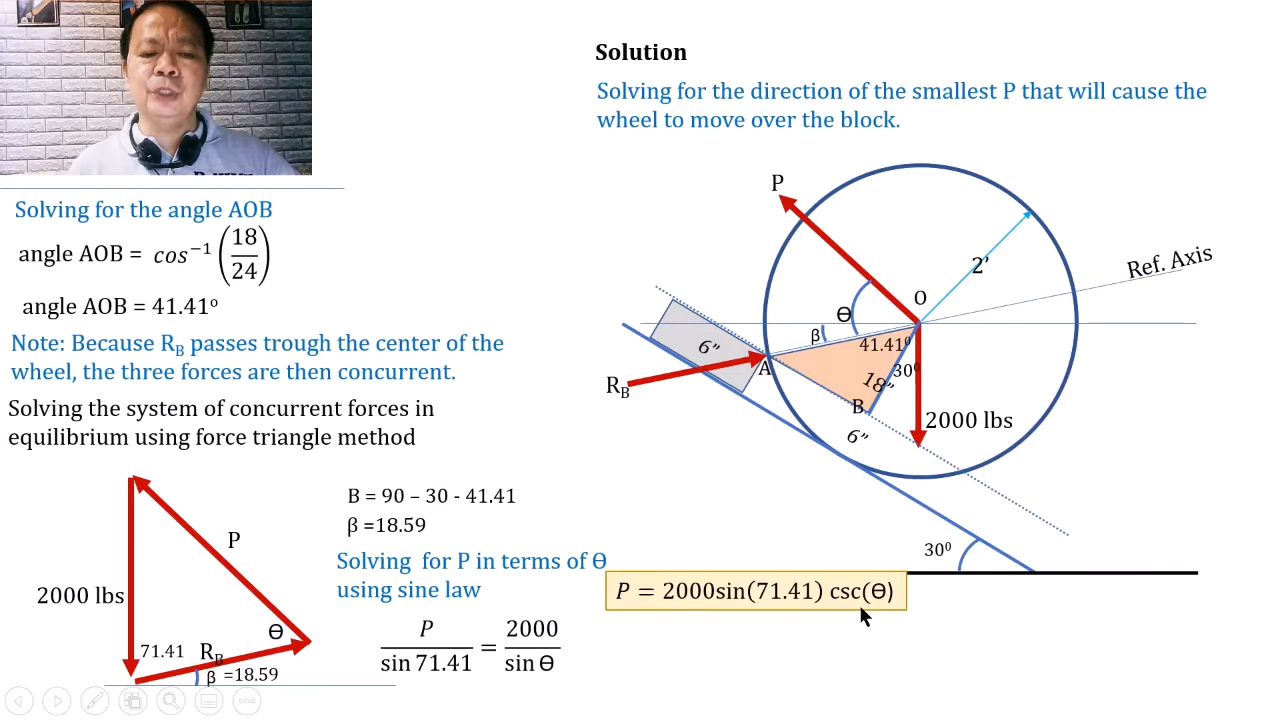 Solution
Solving for the direction of the smallest P that will cause the
wheel to move over the block.
Solving for the angle AOB
angle AOB = cos⁻¹ (18/24)
angle AOB = 41.41⁰
Note: Because R_B passes trough the center of the
wheel, the three forces are then concurrent.
Solving the system of concurrent forces in
equilibrium using force triangle method
P
2000 lbs
Ɵ
71.41
R_B
β =18.59
B = 90 – 30 - 41.41
β =18.59
Solving for P in terms of Ɵ
using sine law
P / sin 71.41 = 2000 / sin Ɵ
P
2'
Ref. Axis
O
Ɵ
β
41.41⁰
6"
A
30⁰
18"
R_B
B
2000 lbs
6"
30⁰
P = 2000sin(71.41) csc(Ɵ)